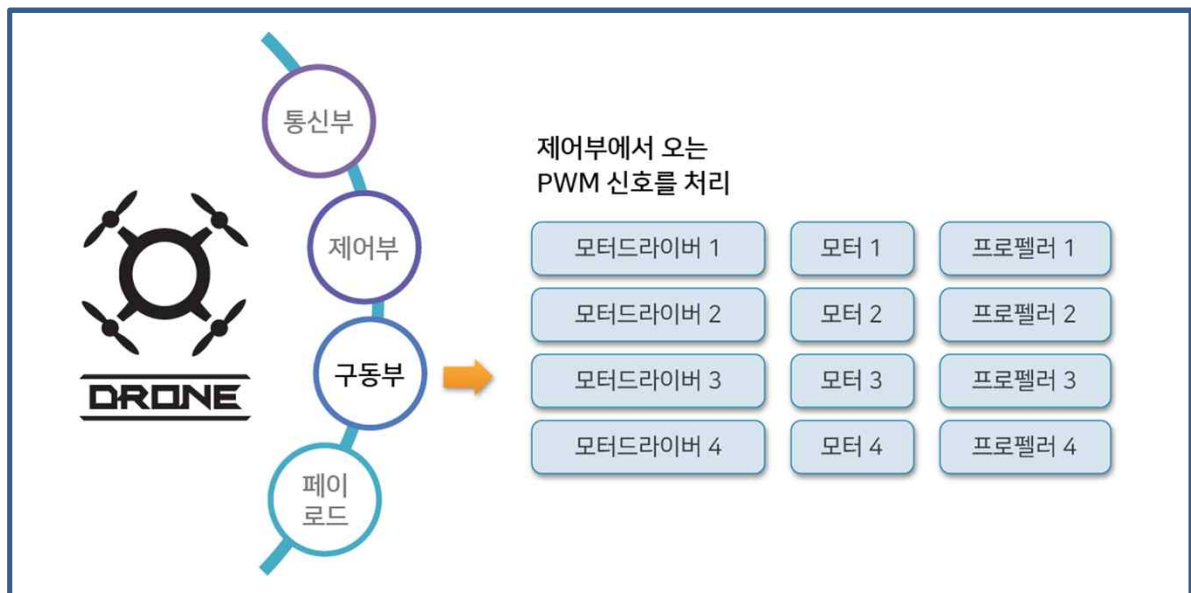 통신부
제어부
구동부
페이
로드
DRONE
제어부에서 오는
PWM 신호를 처리
모터드라이버 1 모터 1 프로펠러 1
모터드라이버 2 모터 2 프로펠러 2
모터드라이버 3 모터 3 프로펠러 3
모터드라이버 4 모터 4 프로펠러 4